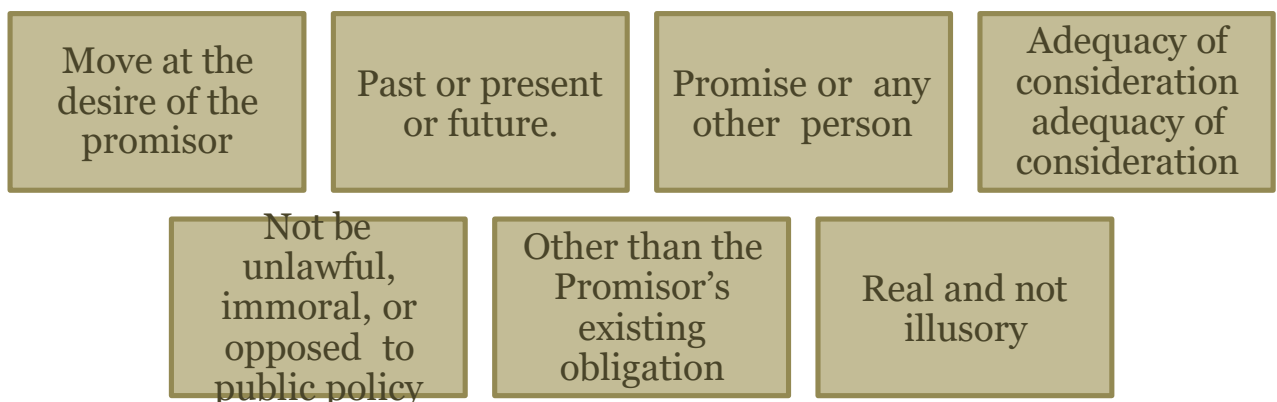 Move at the
desire of the
promisor
Past or present
or future.
Promise or any
other person
Adequacy of
consideration
adequacy of
consideration
Not be
unlawful,
immoral, or
opposed to
public policy
Other than the
Promisor’s
existing
obligation
Real and not
illusory